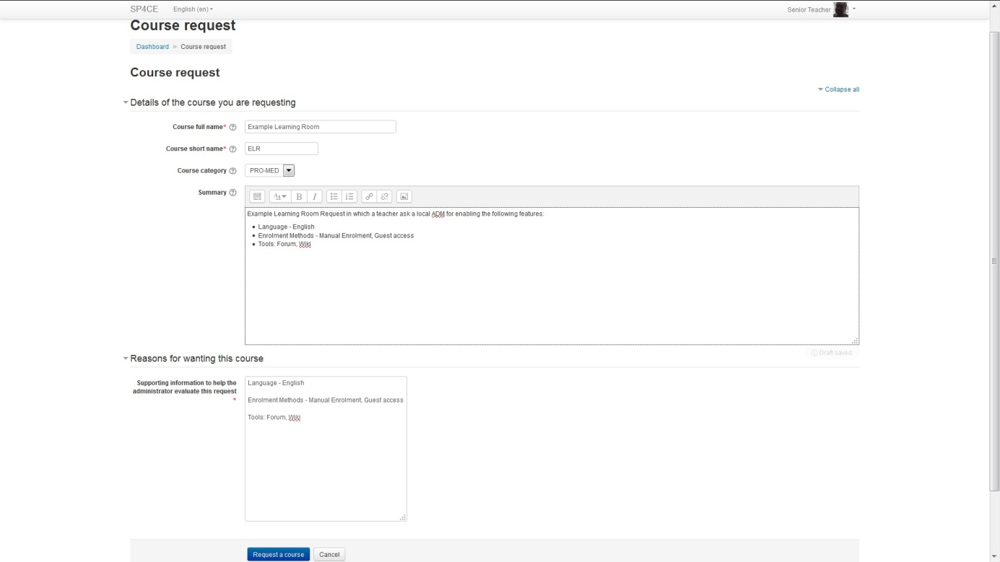 SP4CE English (en) Senior Teacher
Course request
Dashboard Course request
Course request
Collapse all
Details of the course you are requesting
Course full name* Example Learning Room
Course short name* ELR
Course category PRO-MED
Summary
Example Learning Room Request in which a teacher ask a local ADM for enabling the following features:
• Language - English
• Enrolment Methods - Manual Enrolment, Guest access
• Tools: Forum, Wiki
Draft saved.
Reasons for wanting this course
Supporting information to help the
administrator evaluate this request
*
Language - English
Enrolment Methods - Manual Enrolment, Guest access
Tools: Forum, Wiki
Request a course Cancel